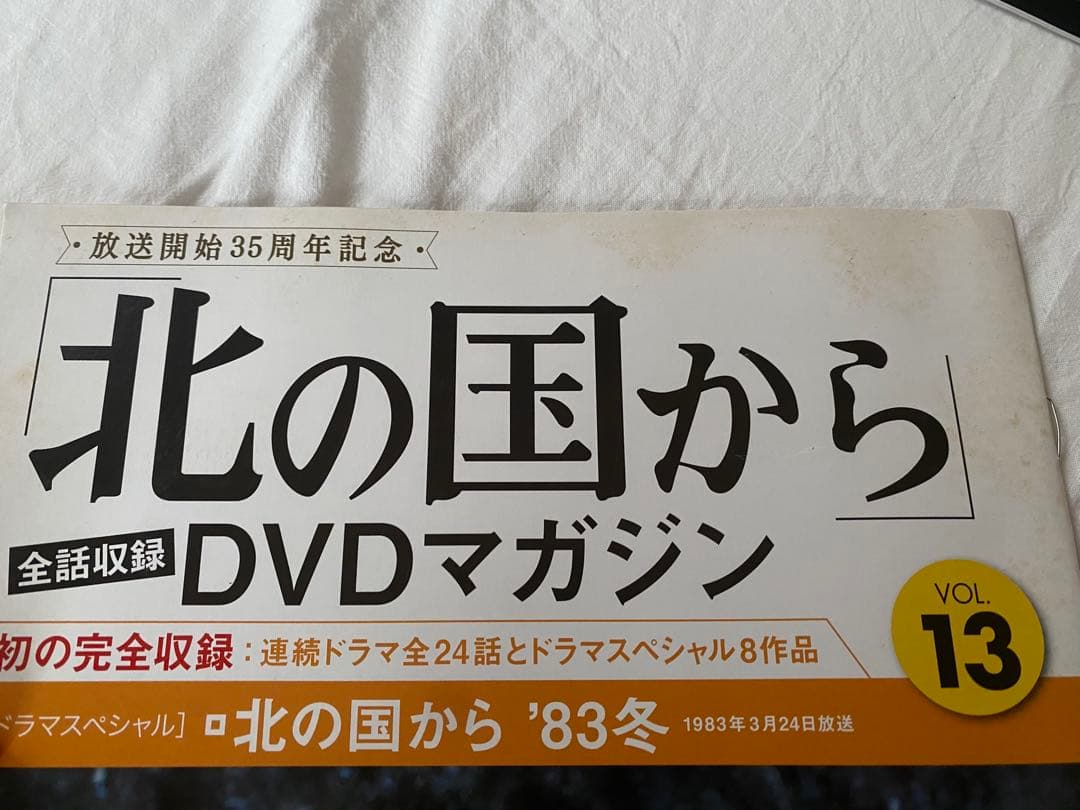 放送開始35周年記念
「北の国から」
全話収録 DVDマガジン
VOL.
13
初の完全収録:連続ドラマ全24話とドラマスペシャル8作品
ドラマスペシャル] 北の国から '83冬 1983年3月24日放送